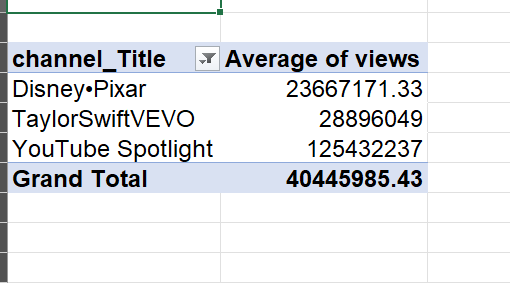 channel_Title Average of views
Disney•Pixar 23667171.33
TaylorSwiftVEVO 28896049
YouTube Spotlight 125432237
Grand Total 40445985.43